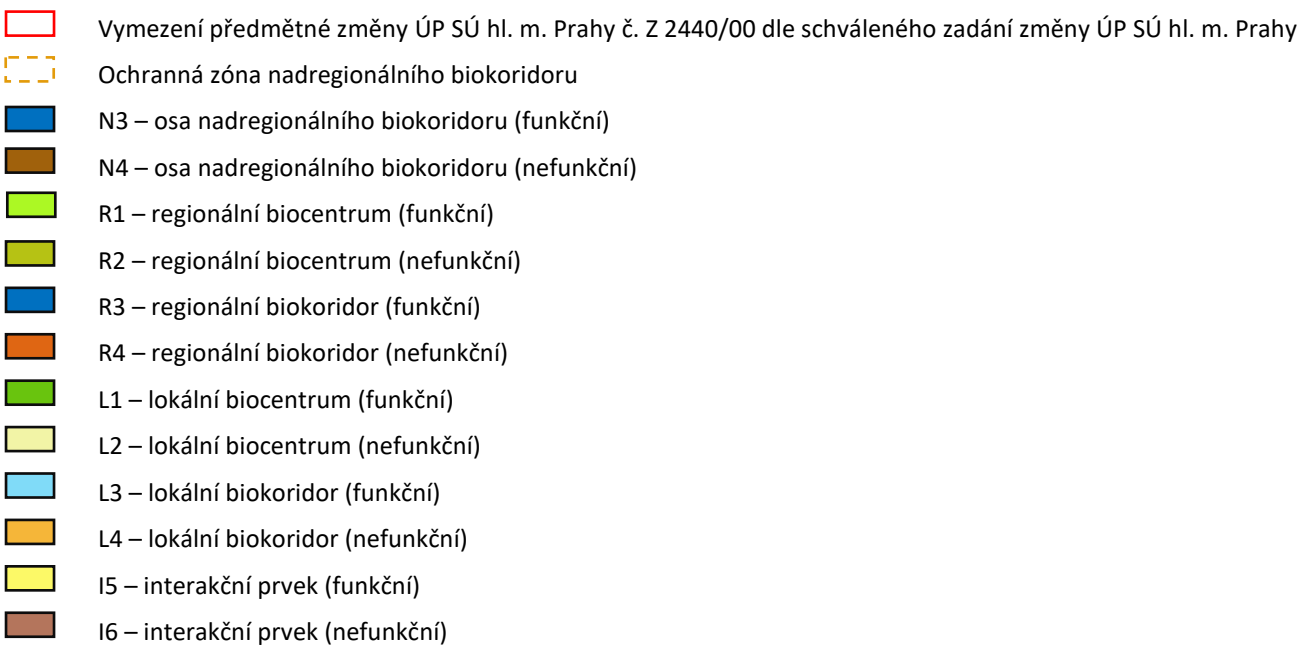 Vymezení předmětné změny ÚP SÚ hl. m. Prahy č. Z 2440/00 dle schváleného zadání změny ÚP SÚ hl. m. Prahy
Ochranná zóna nadregionálního biokoridoru
N3 – osa nadregionálního biokoridoru (funkční)
N4 – osa nadregionálního biokoridoru (nefunkční)
R1 – regionální biocentrum (funkční)
R2 – regionální biocentrum (nefunkční)
R3 – regionální biokoridor (funkční)
R4 – regionální biokoridor (nefunkční)
L1 – lokální biocentrum (funkční)
L2 – lokální biocentrum (nefunkční)
L3 – lokální biokoridor (funkční)
L4 – lokální biokoridor (nefunkční)
I5 – interakční prvek (funkční)
I6 – interakční prvek (nefunkční)